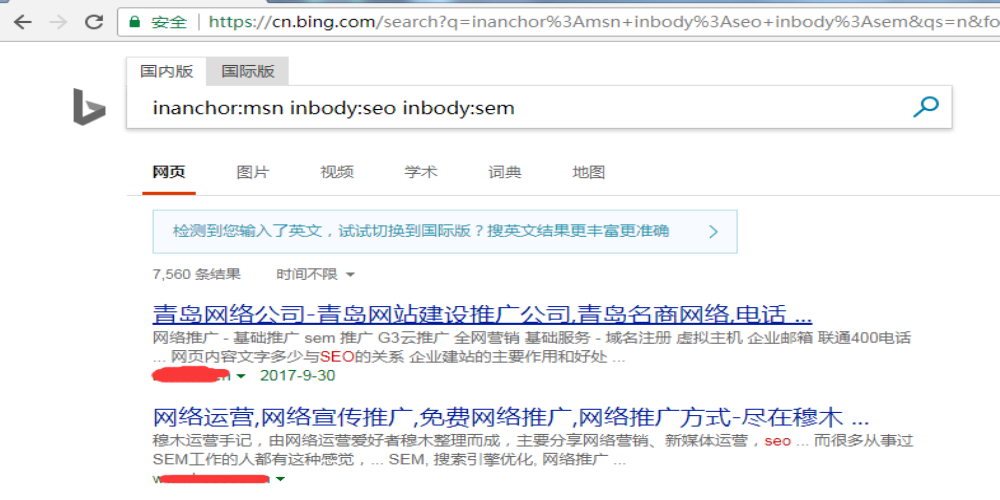 安全 https://cn.bing.com/search?q=inanchor%3Amsn+inbody%3Aseo+inbody%3Asem&qs=n&fo
国内版 国际版
inanchor:msn inbody:seo inbody:sem
网页 图片 视频 学术 词典 地图
检测到您输入了英文，试试切换到国际版？搜英文结果更丰富更准确
7,560 条结果 时间不限
青岛网络公司-青岛网站建设推广公司,青岛名商网络,电话 ...
网络推广 - 基础推广 sem 推广 G3云推广 全网营销 基础服务 - 域名注册 虚拟主机 企业邮箱 联通400电话
... 网页内容文字多少与SEO的关系 企业建站的主要作用和好处 ...
2017-9-30
网络运营,网络宣传推广,免费网络推广,网络推广方式-尽在穆木 ...
穆木运营手记，由网络运营爱好者穆木整理而成，主要分享网络营销、新媒体运营，seo ... 而很多从事过
SEM工作的人都有这种感觉，... SEM, 搜索引擎优化, 网络推广 ...